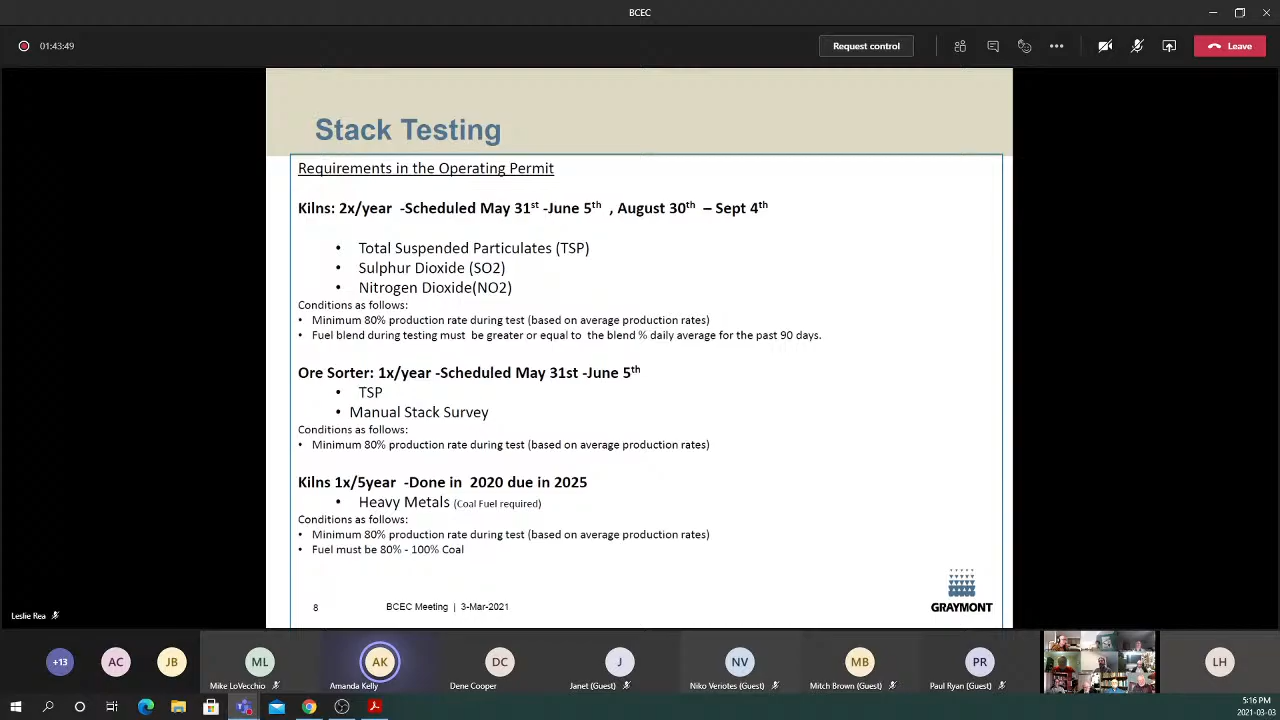 BCEC
01:43:49
Request control
Leave
Stack Testing
Requirements in the Operating Permit
Kilns: 2x/year -Scheduled May 31st -June 5th , August 30th – Sept 4th
• Total Suspended Particulates (TSP)
• Sulphur Dioxide (SO2)
• Nitrogen Dioxide(NO2)
Conditions as follows:
• Minimum 80% production rate during test (based on average production rates)
• Fuel blend during testing must be greater or equal to the blend % daily average for the past 90 days.
Ore Sorter: 1x/year -Scheduled May 31st -June 5th
• TSP
• Manual Stack Survey
Conditions as follows:
• Minimum 80% production rate during test (based on average production rates)
Kilns 1x/5year -Done in 2020 due in 2025
• Heavy Metals (Coal Fuel required)
Conditions as follows:
• Minimum 80% production rate during test (based on average production rates)
• Fuel must be 80% - 100% Coal
8 BCEC Meeting | 3-Mar-2021
GRAYMONT
Leslie Rea
+13 AC JB ML AK DC J NV MB PR LH
Mike LoVecchio Amanda Kelly Dene Cooper Janet (Guest) Niko Veriotes (Guest) Mitch Brown (Guest) Paul Ryan (Guest)
5:16 PM
2021-03-03